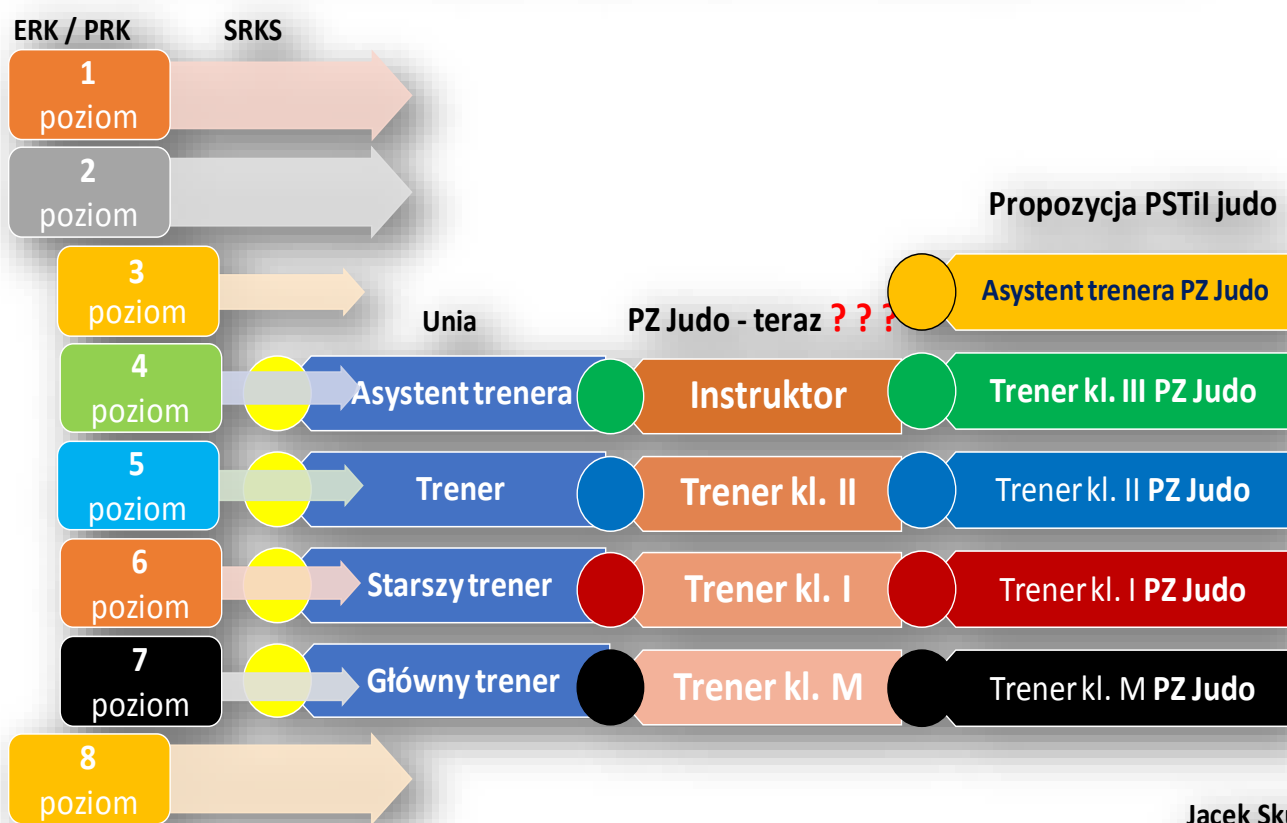 ERK / PRK SRKS
1
poziom
2
poziom
Propozycja PSTiI judo
3
poziom
Asystent trenera PZ Judo
Unia
PZ Judo - teraz ? ? ?
4
poziom
Asystent trenera
Instruktor
Trener kl. III PZ Judo
5
poziom
Trener
Trener kl. II
Trener kl. II PZ Judo
6
poziom
Starszy trener
Trener kl. I
Trener kl. I PZ Judo
7
poziom
Główny trener
Trener kl. M
Trener kl. M PZ Judo
8
poziom
Jacek